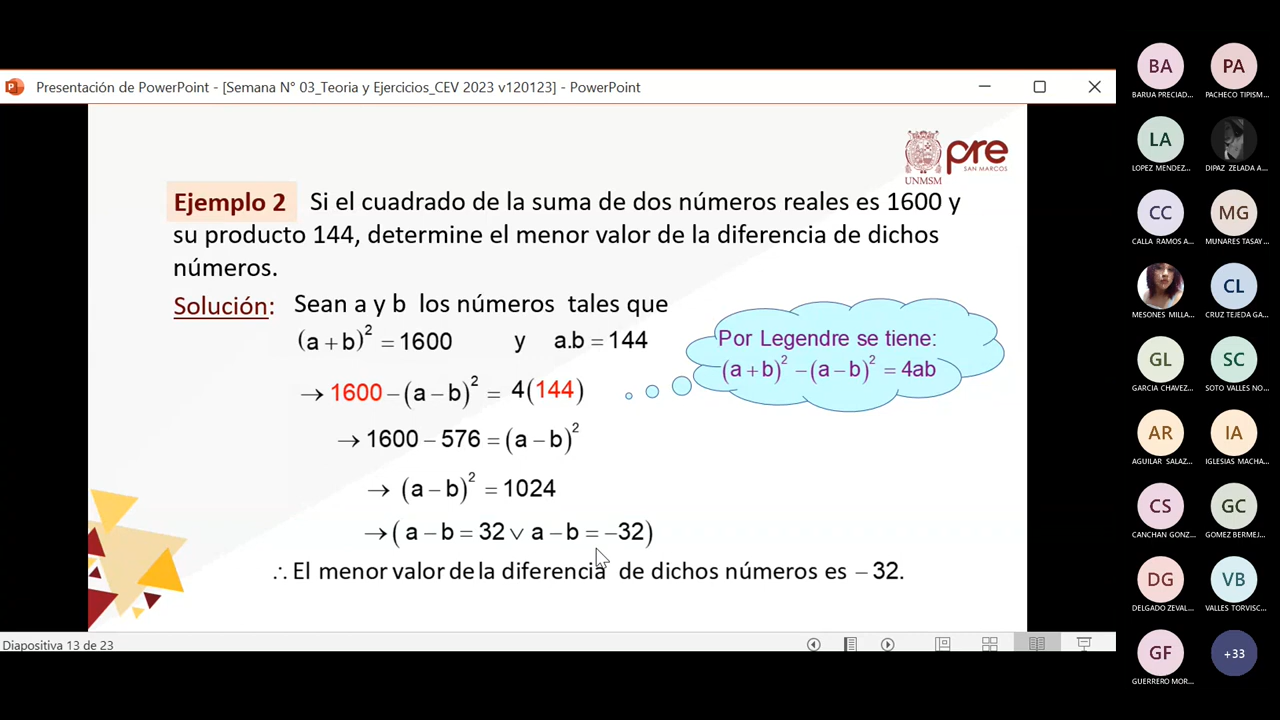 Presentación de PowerPoint - [Semana N° 03_Teoria y Ejercicios_CEV 2023 v120123] - PowerPoint
UNMSM
pre
SAN MARCOS
Ejemplo 2 Si el cuadrado de la suma de dos números reales es 1600 y
su producto 144, determine el menor valor de la diferencia de dichos
números.
Solución: Sean a y b los números tales que
(a + b)² = 1600 y a.b = 144
Por Legendre se tiene:
(a + b)² − (a − b)² = 4ab
→ 1600 − (a − b)² = 4(144)
→ 1600 − 576 = (a − b)²
→ (a − b)² = 1024
→ ( a − b = 32 ∨ a − b = −32)
∴ El menor valor de la diferencia de dichos números es − 32.
Diapositiva 13 de 23
BA PA
BARUA PRECIAD... PACHECO TIPISM...
LA
LOPEZ MENDEZ... DIPAZ ZELADA A...
CC MG
CALLA RAMOS A... MUNARES TASAY...
CL
MESONES MILLA... CRUZ TEJEDA GA...
GL SC
GARCIA CHAVEZ... SOTO VALLES NO...
AR IA
AGUILAR SALAZ... IGLESIAS MACHA...
CS GC
CANCHAN GONZ... GOMEZ BERMEJ...
DG VB
DELGADO ZEVAL... VALLES TORVISC...
GF +33
GUERRERO MOR...